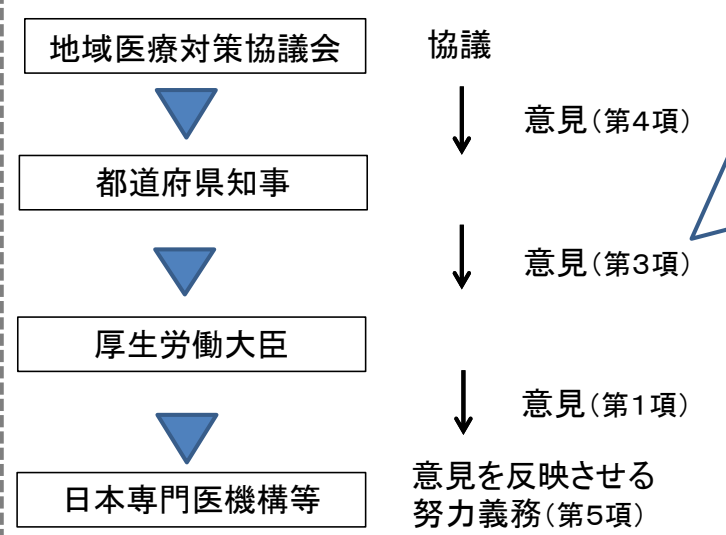 地域医療対策協議会
協議
意見(第4項)
都道府県知事
意見(第3項)
厚生労働大臣
意見(第1項)
日本専門医機構等
意見を反映させる
努力義務(第5項)